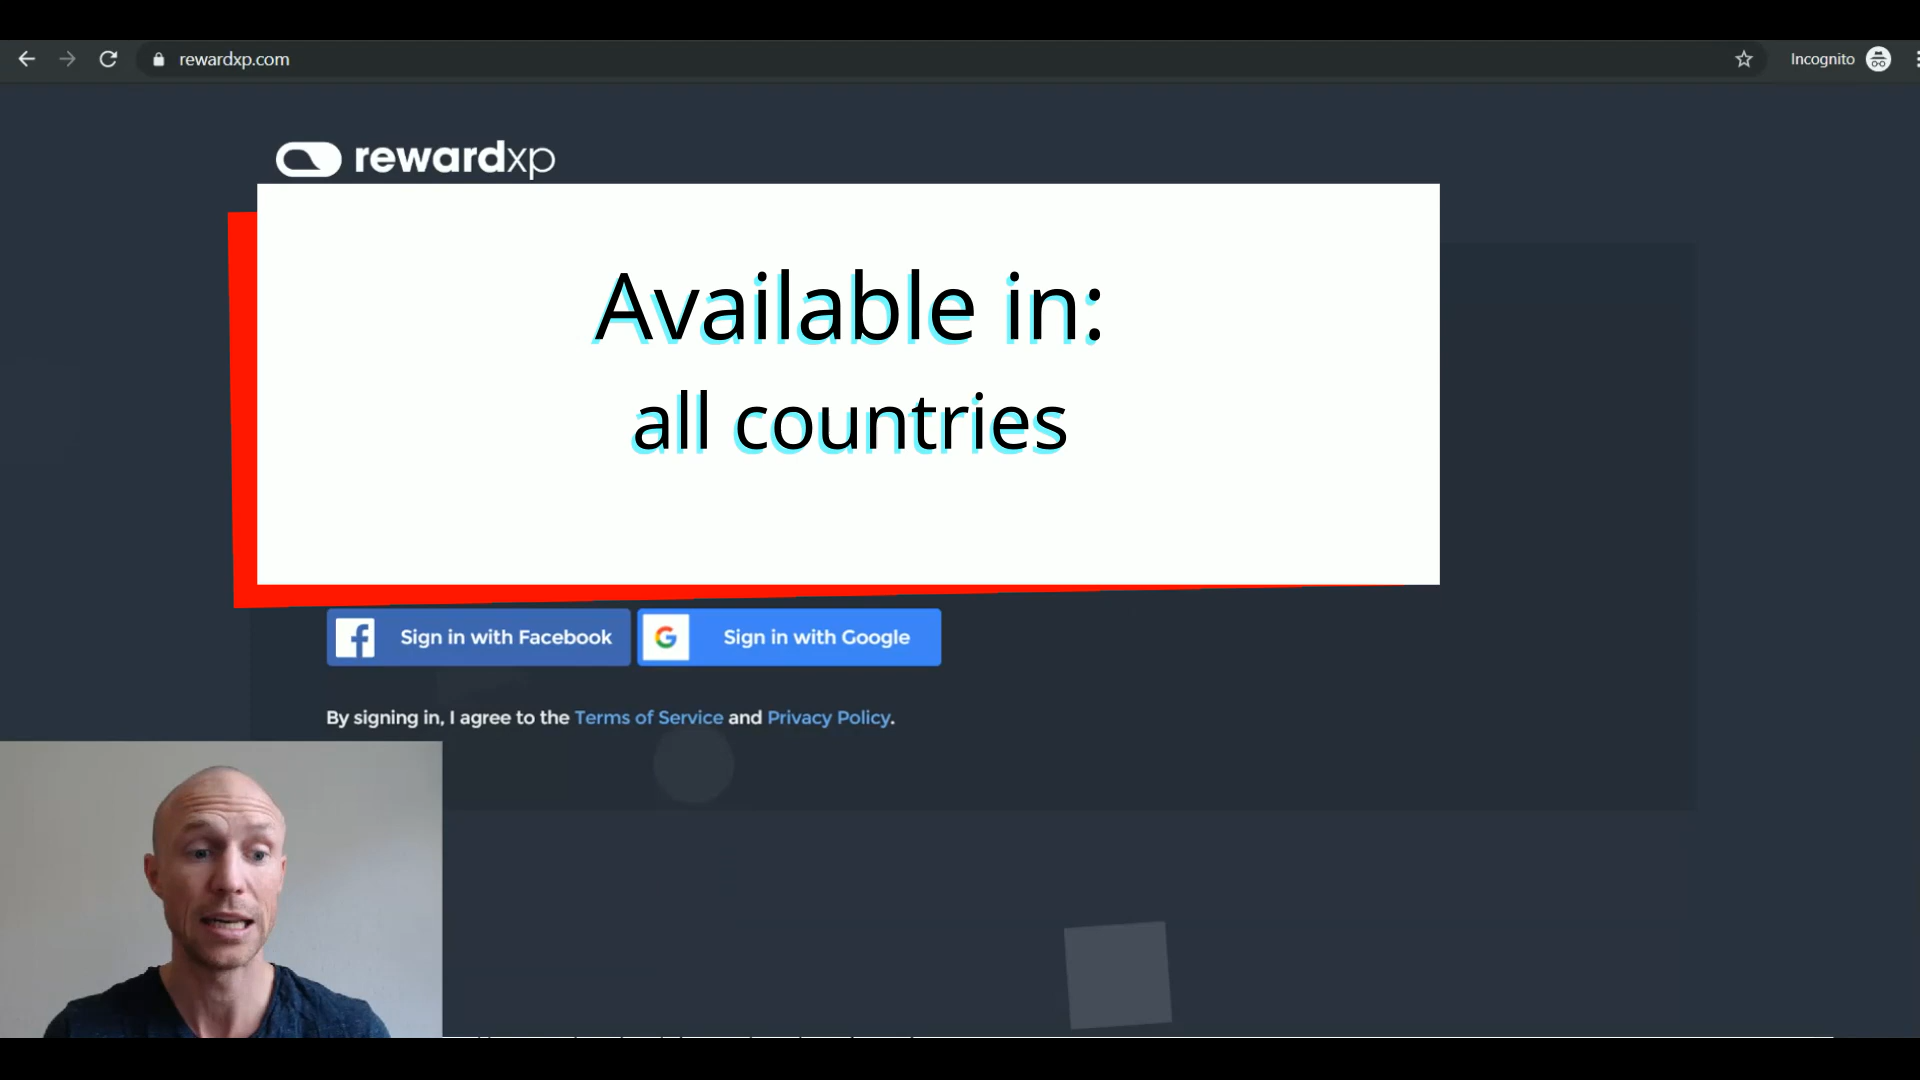 rewardxp.com
Incognito
rewardxp
Available in:
all countries
Sign in with Facebook
Sign in with Google
By signing in, I agree to the Terms of Service and Privacy Policy.